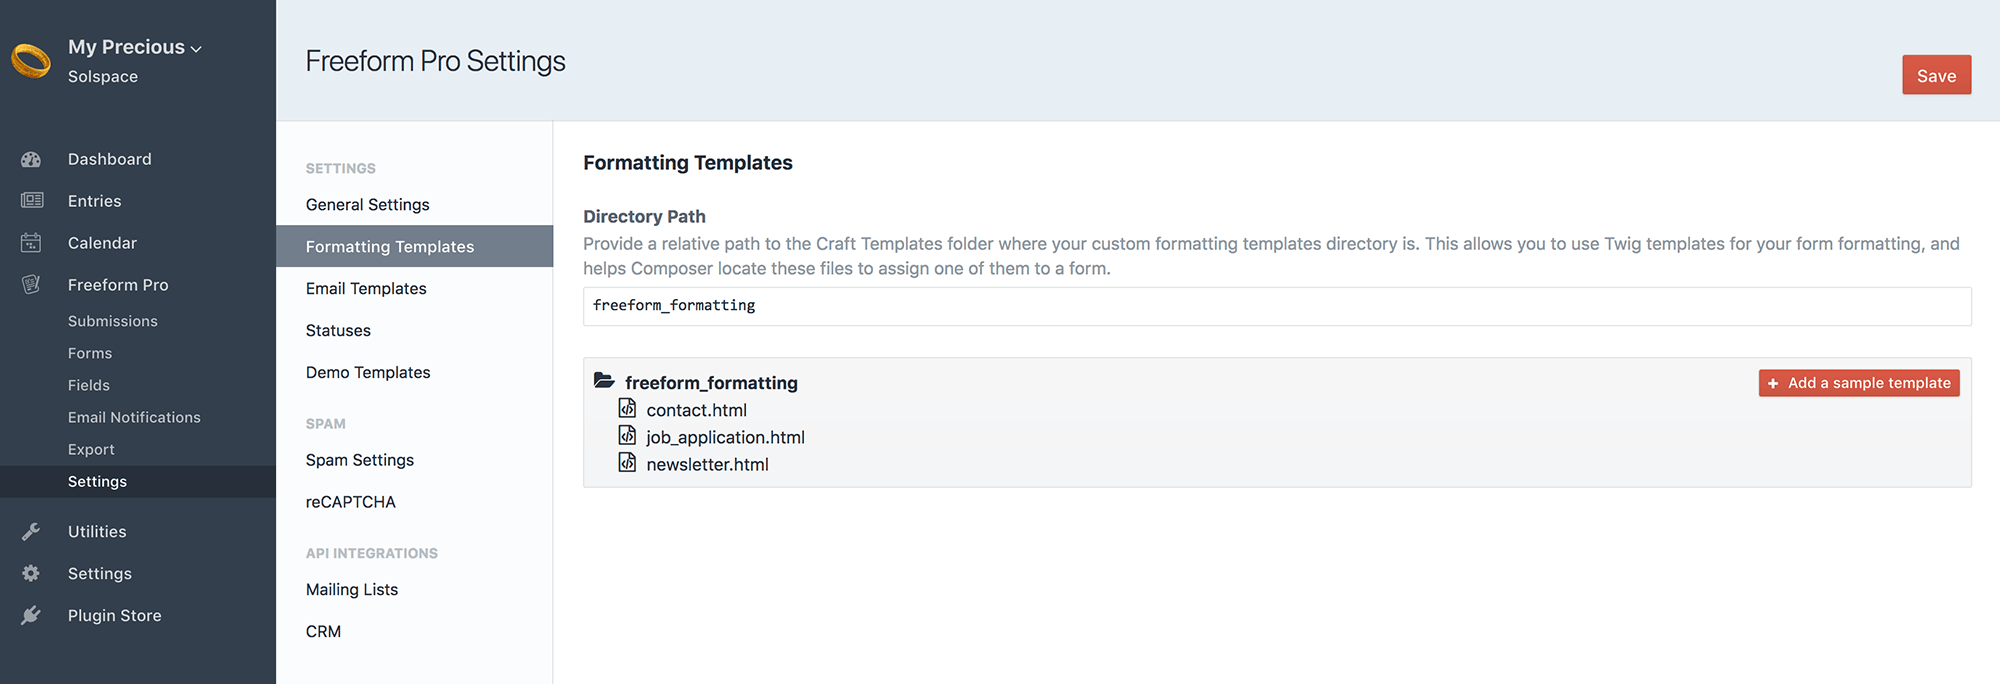 My Precious
Solspace
Dashboard
Entries
Calendar
Freeform Pro
Submissions
Forms
Fields
Email Notifications
Export
Settings
Utilities
Settings
Plugin Store
Freeform Pro Settings
Save
SETTINGS
General Settings
Formatting Templates
Email Templates
Statuses
Demo Templates
SPAM
Spam Settings
reCAPTCHA
API INTEGRATIONS
Mailing Lists
CRM
Formatting Templates
Directory Path
Provide a relative path to the Craft Templates folder where your custom formatting templates directory is. This allows you to use Twig templates for your form formatting, and
helps Composer locate these files to assign one of them to a form.
freeform_formatting
freeform_formatting
+ Add a sample template
contact.html
job_application.html
newsletter.html